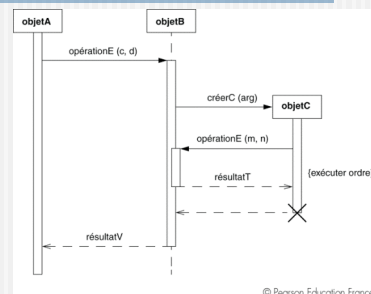 objetA
objetB
opérationE (c, d)
créerC (arg)
objetC
opérationE (m, n)
résultatT
{exécuter ordre
résultatV
© Pearson Education France